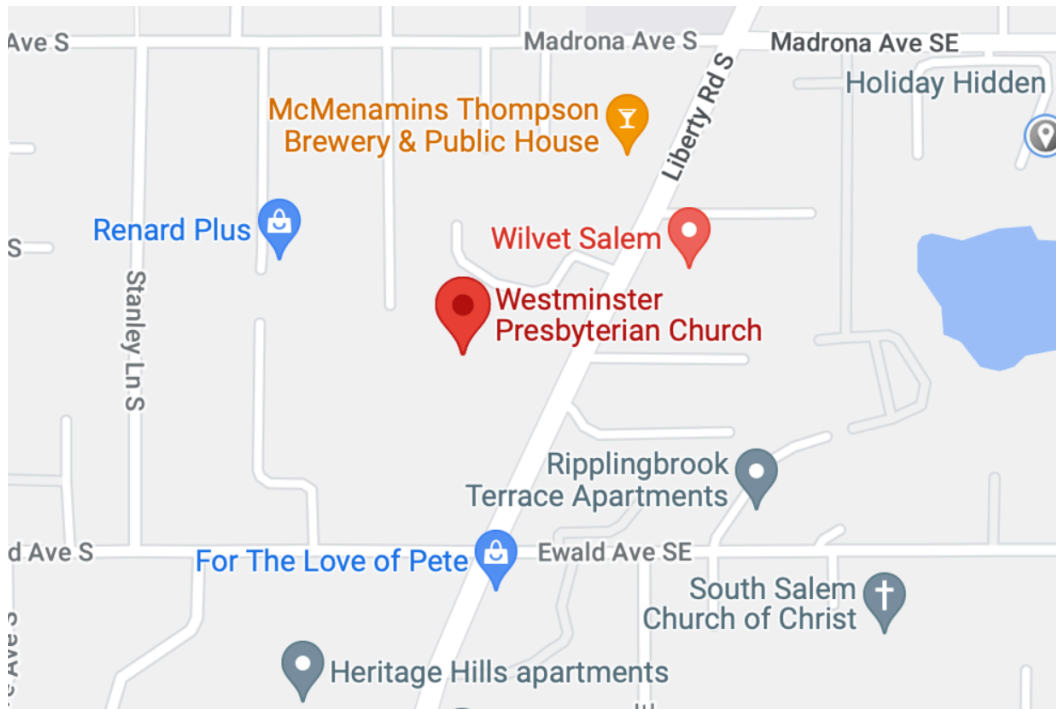 Ave S
Madrona Ave S
Madrona Ave SE
Holiday Hidden
McMenamins Thompson
Brewery & Public House
Liberty Rd S
Renard Plus
Wilvet Salem
S
Westminster
Presbyterian Church
Stanley Ln S
Ripplingbrook
Terrace Apartments
d Ave S
For The Love of Pete
Ewald Ave SE
South Salem
Church of Christ
Ave S
Heritage Hills apartments